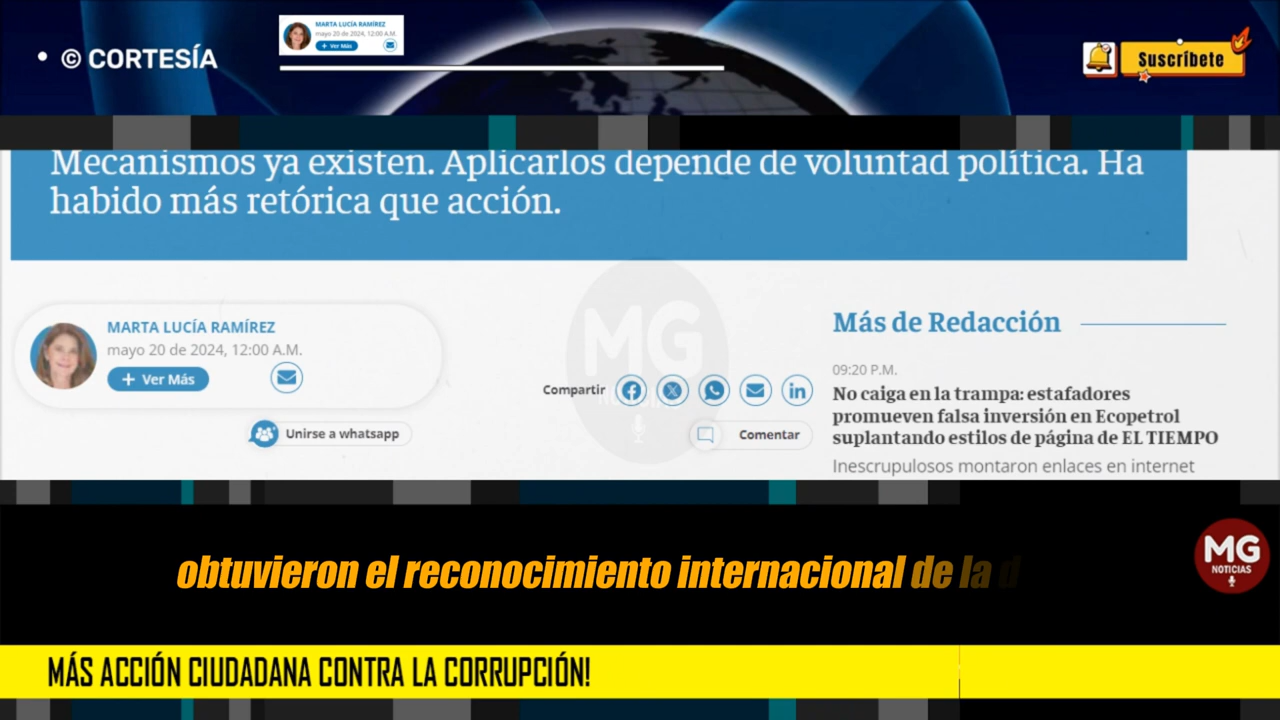 • © CORTESÍA
MARTA LUCÍA RAMÍREZ
mayo 20 de 2024, 12:00 A.M.
+ Ver Más
Suscríbete
Mecanismos ya existen. Aplicarlos depende de voluntad política. Ha
habido más retórica que acción.
MARTA LUCÍA RAMÍREZ
mayo 20 de 2024, 12:00 A.M.
+ Ver Más
Unirse a whatsapp
Compartir
Comentar
MG
Más de Redacción
09:20 P.M.
No caiga en la trampa: estafadores
promueven falsa inversión en Ecopetrol
suplantando estilos de página de EL TIEMPO
Inescrupulosos montaron enlaces en internet
obtuvieron el reconocimiento internacional de la d
MG
NOTICIAS
MÁS ACCIÓN CIUDADANA CONTRA LA CORRUPCIÓN!